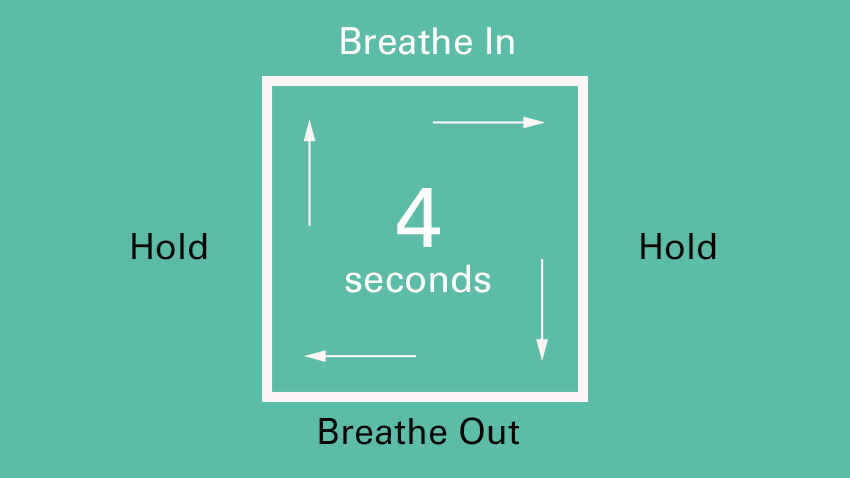 Breathe In
4
seconds
Hold
Hold
Breathe Out